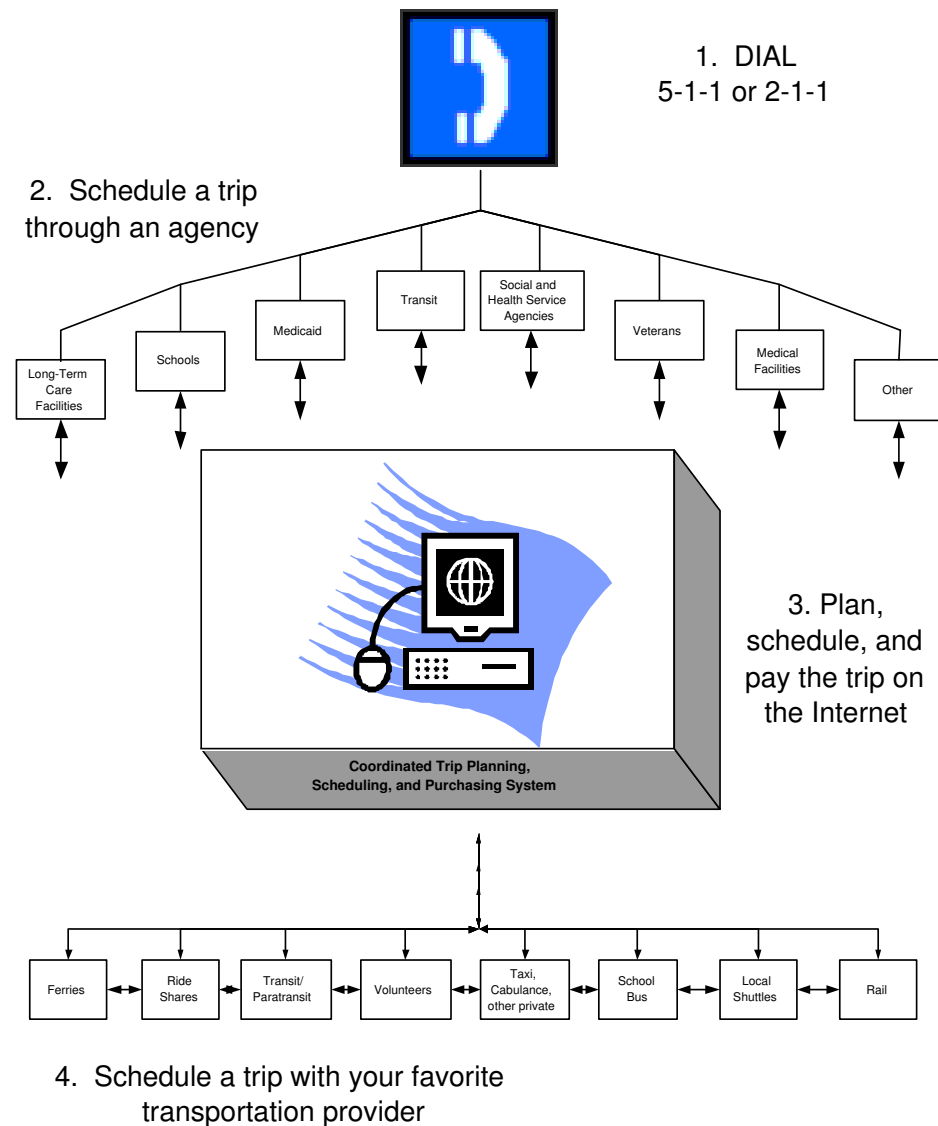 1. DIAL
5-1-1 or 2-1-1
2. Schedule a trip
through an agency
Long-Term
Care
Facilities
Schools
Medicaid
Transit
Social and
Health Service
Agencies
Veterans
Medical
Facilities
Other
3. Plan,
schedule, and
pay the trip on
the Internet
Coordinated Trip Planning,
Scheduling, and Purchasing System
Ferries
Ride
Shares
Transit/
Paratransit
Volunteers
Taxi,
Cabulance,
other private
School
Bus
Local
Shuttles
Rail
4. Schedule a trip with your favorite
transportation provider